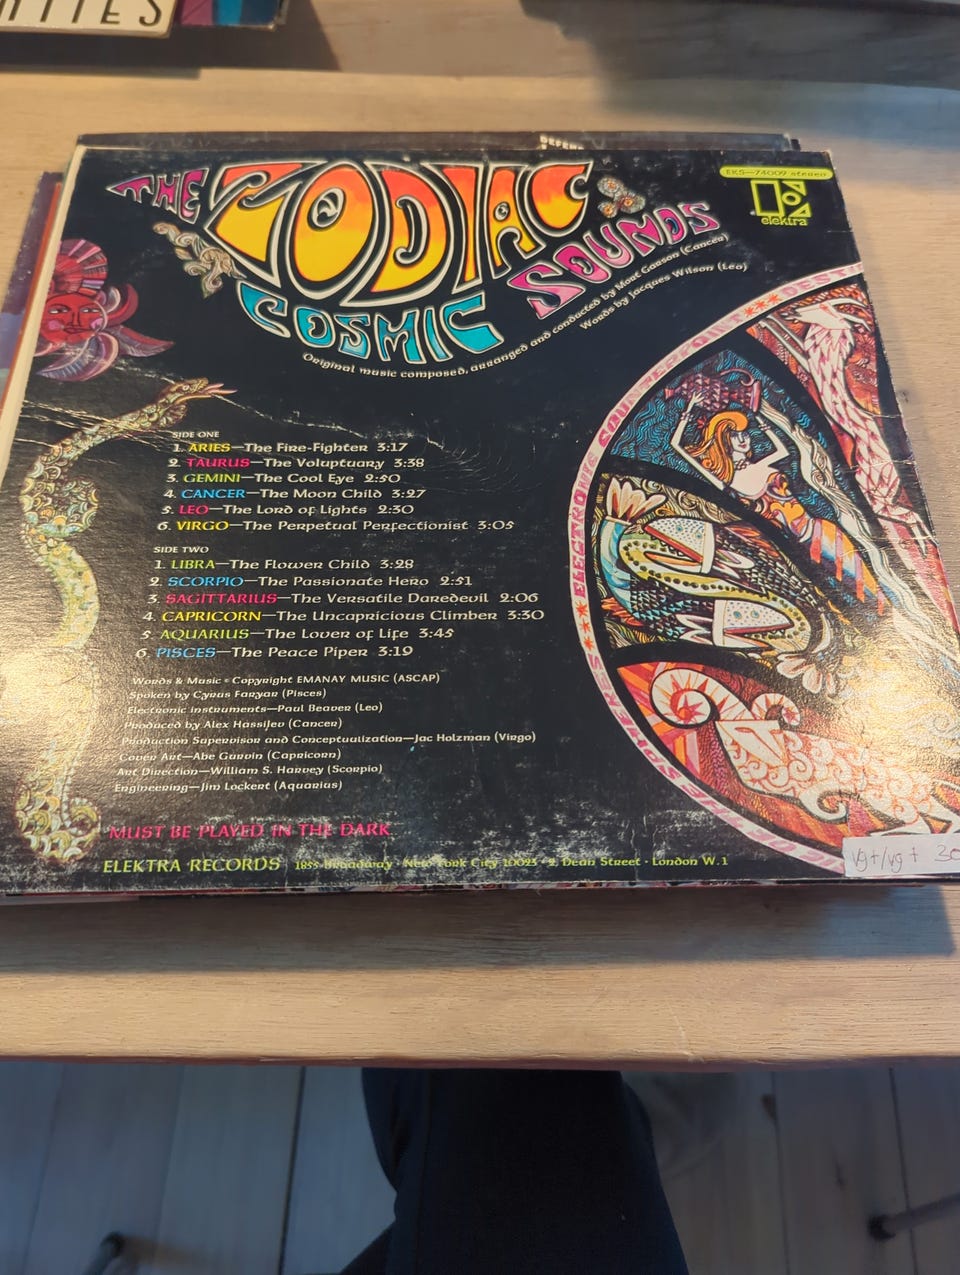 THE ZODIAC
COSMIC SOUNDS
EKS—74009 stereo
elektra
Original music composed, arranged and conducted by Mort Garson (Cancer)
Words by Jacques Wilson (Leo)
SIDE ONE
1. ARIES—The Fire-Fighter 3:17
2. TAURUS—The Voluptuary 3:38
3. GEMINI—The Cool Eye 2:50
4. CANCER—The Moon Child 3:27
5. LEO—The Lord of Lights 2:30
6. VIRGO—The Perpetual Perfectionist 3:05
SIDE TWO
1. LIBRA—The Flower Child 3:28
2. SCORPIO—The Passionate Hero 2:51
3. SAGITTARIUS—The Versatile Daredevil 2:06
4. CAPRICORN—The Uncapricious Climber 3:30
5. AQUARIUS—The Lover of Life 3:45
6. PISCES—The Peace Piper 3:19
Words & Music • Copyright EMANAY MUSIC (ASCAP)
Spoken by Cyrus Faryar (Pisces)
Electronic instruments—Paul Beaver (Leo)
Produced by Alex Hassilev (Cancer)
Production Supervisor and Conceptualization—Jac Holzman (Virgo)
Cover Art—Abe Gurvin (Capricorn)
Art Direction—William S. Harvey (Scorpio)
Engineering—Jim Lockert (Aquarius)
MUST BE PLAYED IN THE DARK
ELEKTRA RECORDS 1855 Broadway • New York City 10023 • 2, Dean Street • London W.1
ELECTRONIC SOUNDS
COUNTERPOINT
vg+/vg+ 30